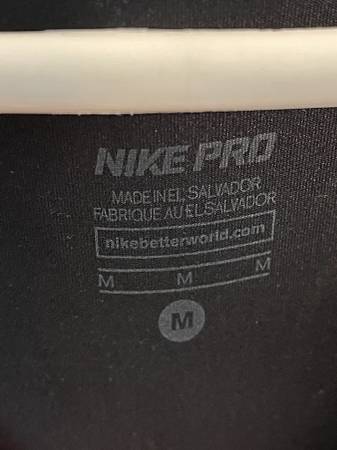 NIKE PRO
MADE IN EL SALVADOR
FABRIQUE AU EL SALVADOR
nikebetterworld.com
M M M
M